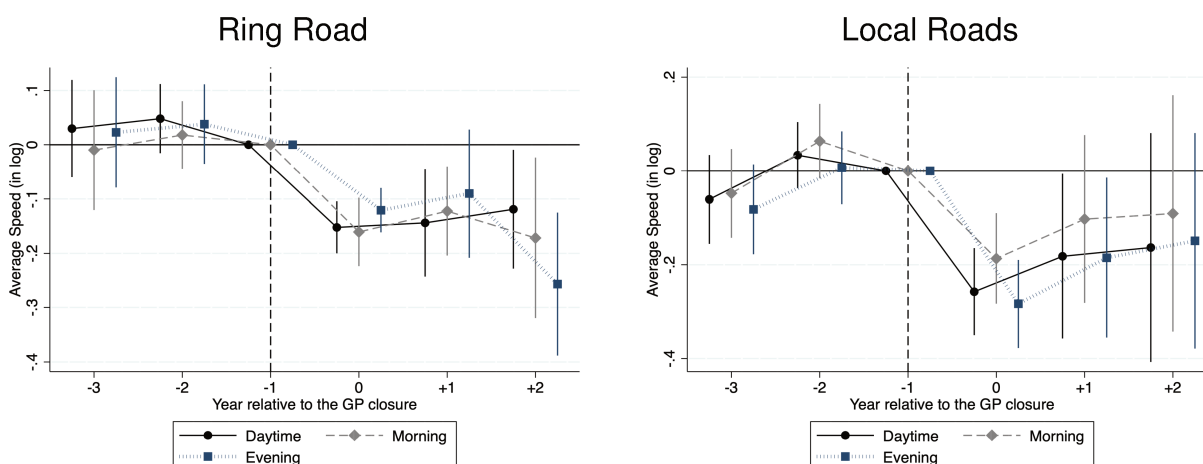 Ring Road
Average Speed (in log)
.1
0
-.1
-.2
-.3
-.4
-3 -2 -1 0 +1 +2
Year relative to the GP closure
Daytime Morning
Evening
Local Roads
Average Speed (in log)
.2
0
-.2
-.4
-3 -2 -1 0 +1 +2
Year relative to the GP closure
Daytime Morning
Evening